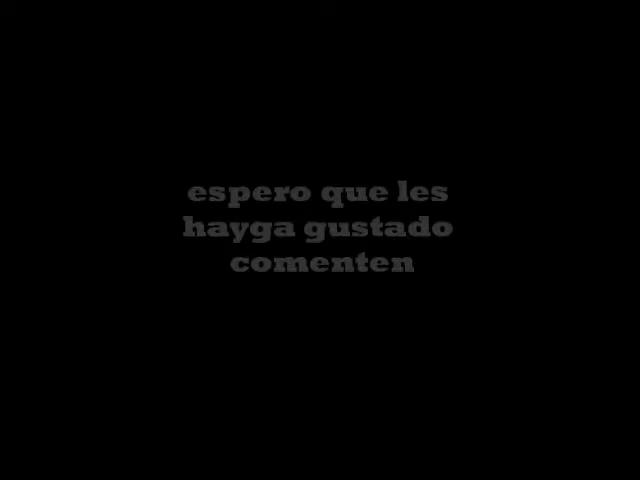 espero que les
hayga gustado
comenten